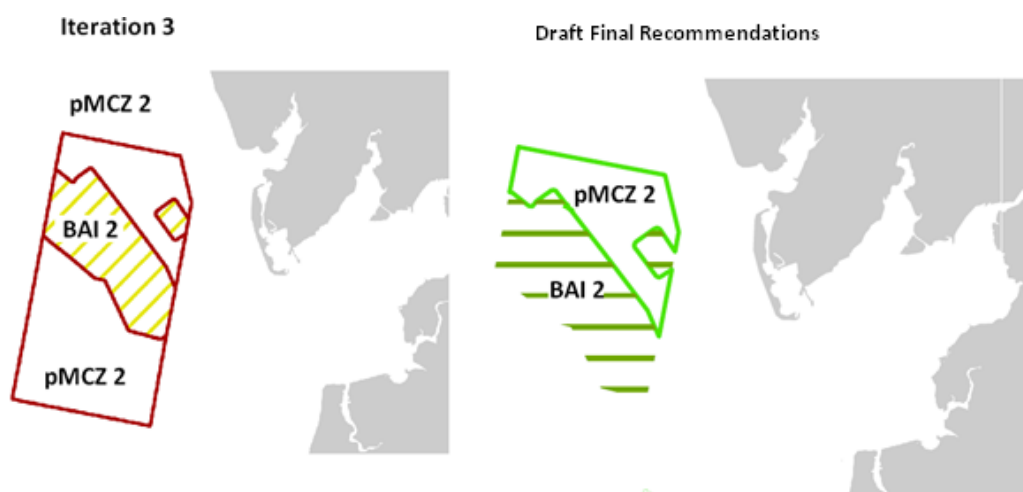 Iteration 3
pMCZ 2
BAI 2
pMCZ 2
Draft Final Recommendations
pMCZ 2
BAI 2